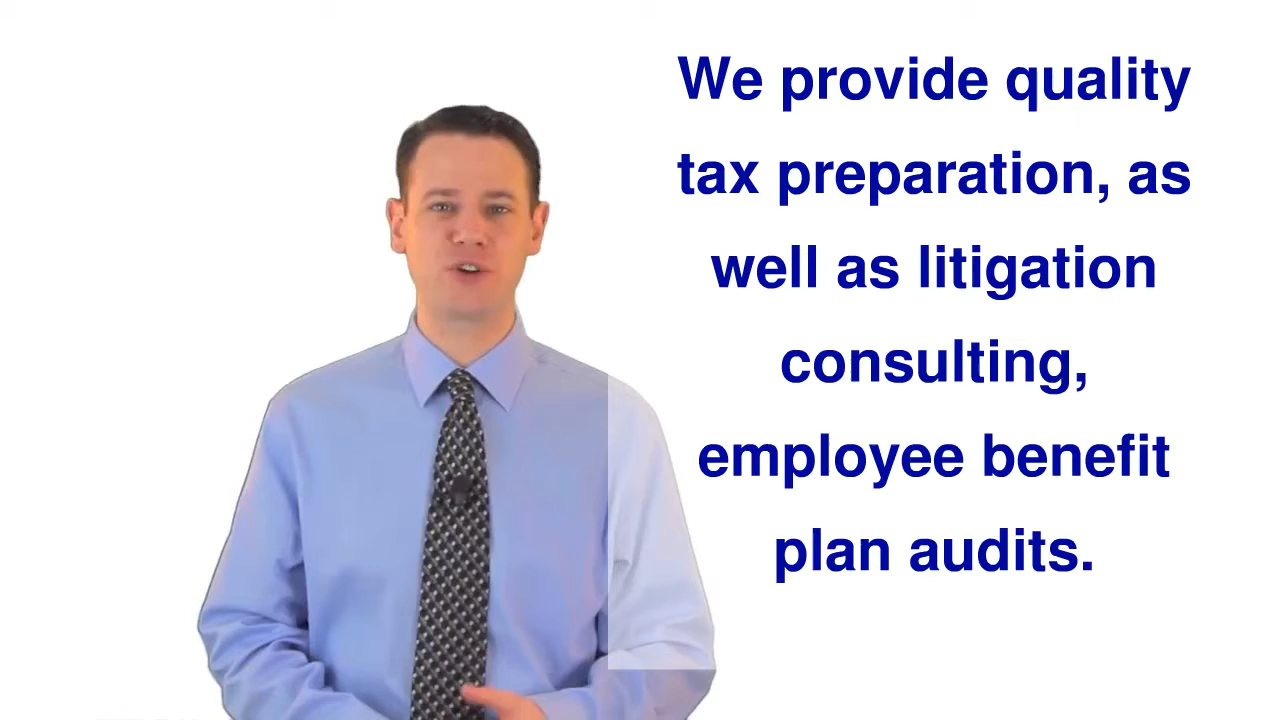 We provide quality
tax preparation, as
well as litigation
consulting,
employee benefit
plan audits.